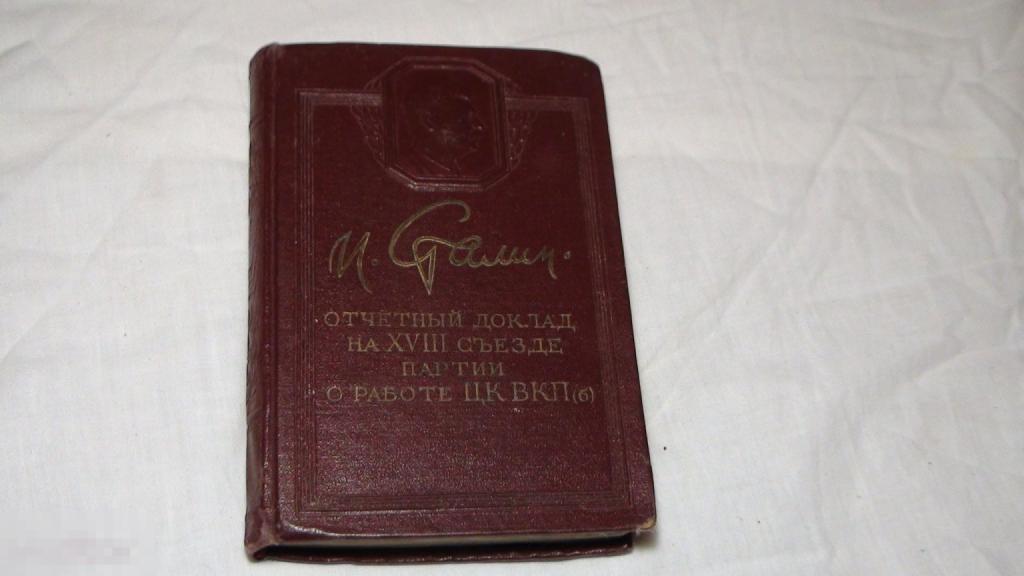 И. Сталин.
ОТЧЕТНЫЙ ДОКЛАД
НА XVIII СЪЕЗДЕ
ПАРТИИ
О РАБОТЕ ЦК ВКП(б)